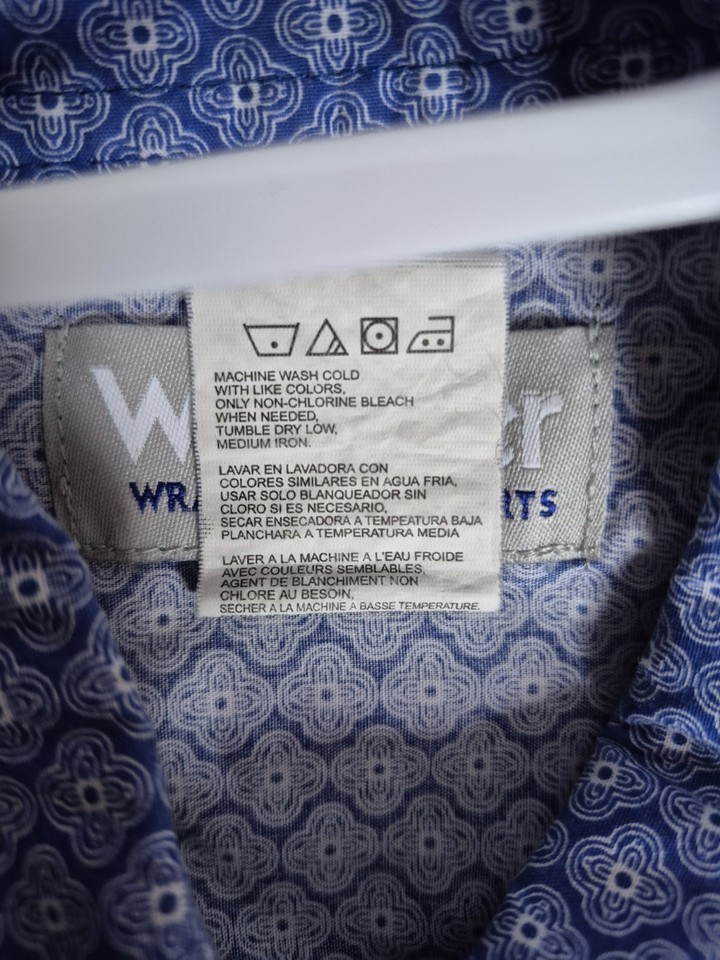 MACHINE WASH COLD
WITH LIKE COLORS,
ONLY NON-CHLORINE BLEACH
WHEN NEEDED,
TUMBLE DRY LOW,
MEDIUM IRON.
LAVAR EN LAVADORA CON
COLORES SIMILARES EN AGUA FRIA,
USAR SOLO BLANQUEADOR SIN
CLORO SI ES NECESARIO,
SECAR ENSECADORA A TEMPEATURA BAJA
PLANCHARA A TEMPERATURA MEDIA
LAVER A LA MACHINE A L'EAU FROIDE
AVEC COULEURS SEMBLABLES,
AGENT DE BLANCHIMENT NON
CHLORE AU BESOIN,
SECHER A LA MACHINE A BASSE TEMPERATURE.